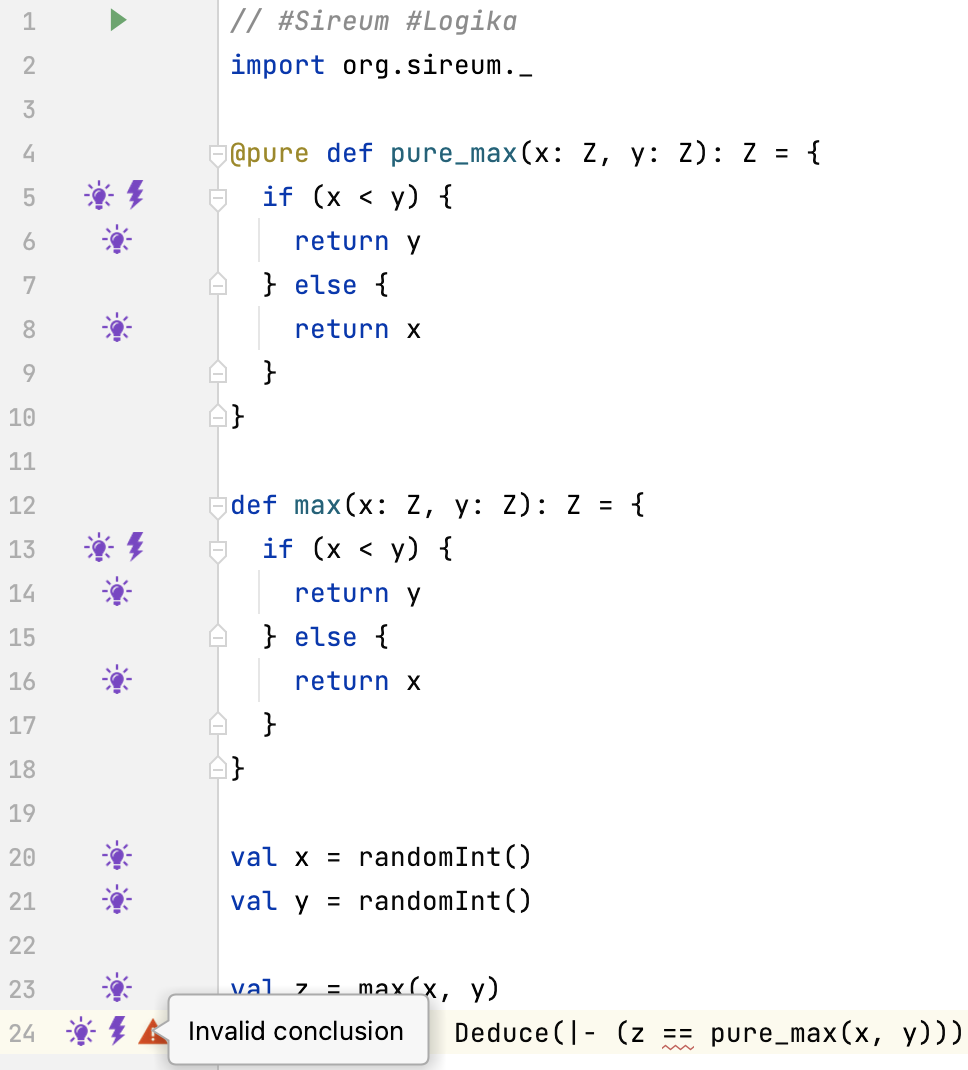 1 // #Sireum #Logika
2 import org.sireum._
3
4 @pure def pure_max(x: Z, y: Z): Z = {
5   if (x < y) {
6     return y
7   } else {
8     return x
9   }
10 }
11
12 def max(x: Z, y: Z): Z = {
13   if (x < y) {
14     return y
15   } else {
16     return x
17   }
18 }
19
20 val x = randomInt()
21 val y = randomInt()
22
23 val z = max(x, y)
24 Invalid conclusion Deduce(|- (z == pure_max(x, y)))